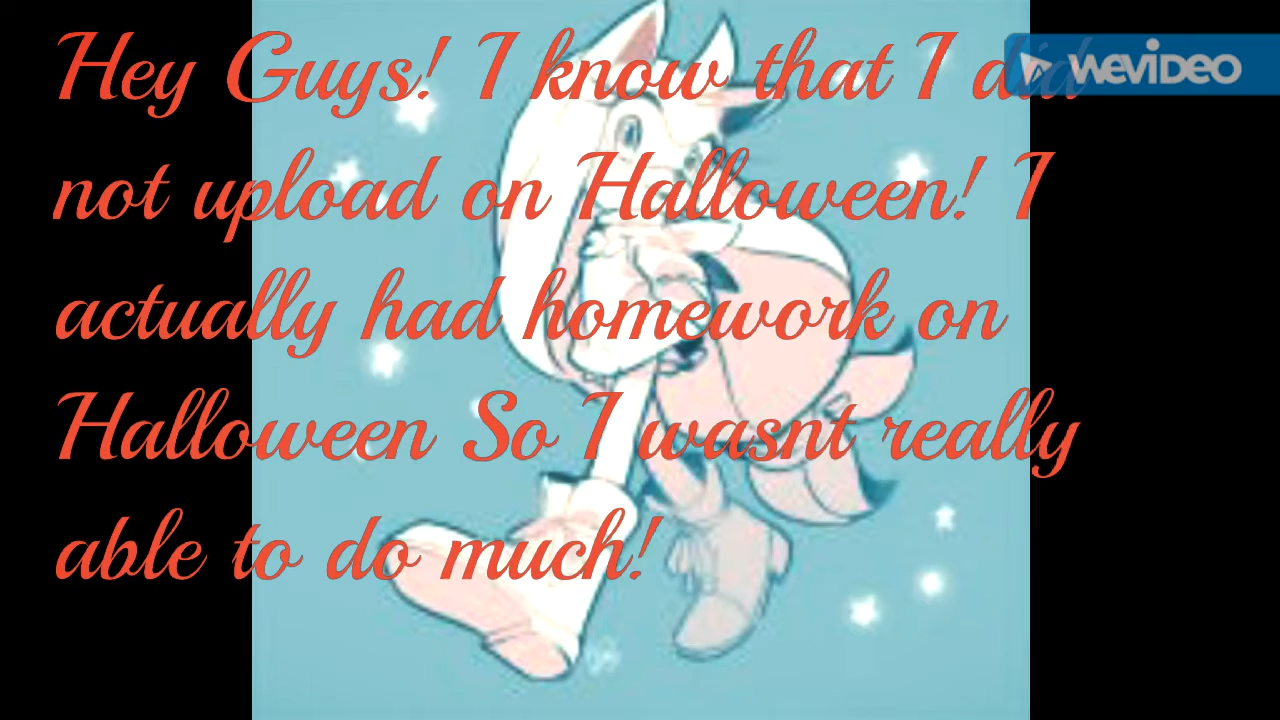 Hey Guys! I know that I did
WEVIDEO
not upload on Halloween! I
actually had homework on
Halloween So I wasnt really
able to do much!